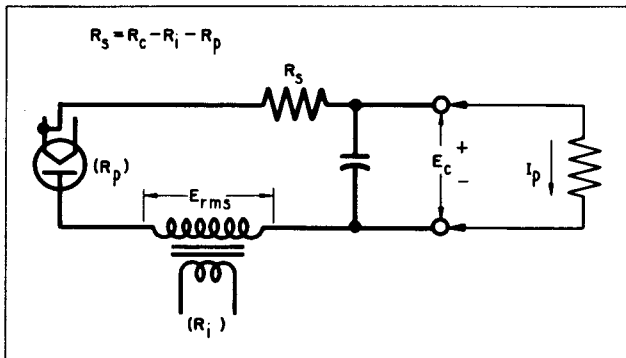 R_s = R_c - R_i - R_p
R_s
(R_p)
E_rms
E_c
+
-
I_p
(R_i)